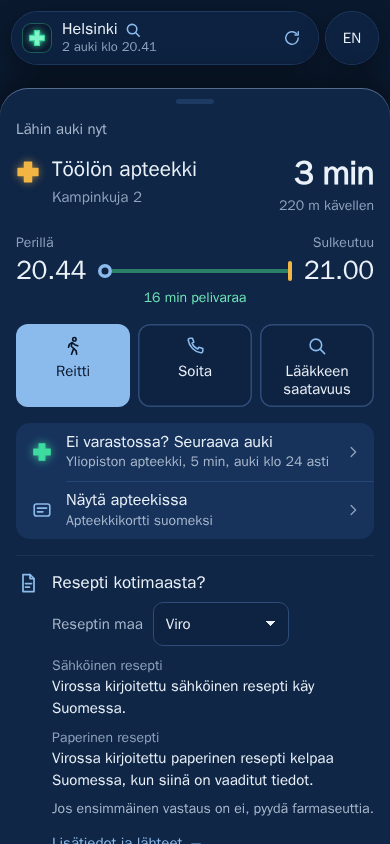 Helsinki
2 auki klo 20.41
EN
Lähin auki nyt
Töölön apteekki
3 min
Kampinkuja 2
220 m kävellen
Perillä
Sulkeutuu
20.44
21.00
16 min pelivaraa
Reitti
Soita
Lääkkeen
saatavuus
Ei varastossa? Seuraava auki
Yliopiston apteekki, 5 min, auki klo 24 asti
Näytä apteekissa
Apteekkikortti suomeksi
Resepti kotimaasta?
Reseptin maa
Viro
Sähköinen resepti
Virossa kirjoitettu sähköinen resepti käy
Suomessa.
Paperinen resepti
Virossa kirjoitettu paperinen resepti kelpaa
Suomessa, kun siinä on vaaditut tiedot.
Jos ensimmäinen vastaus on ei, pyydä farmaseuttia.
Lisätiedot ja lähteet